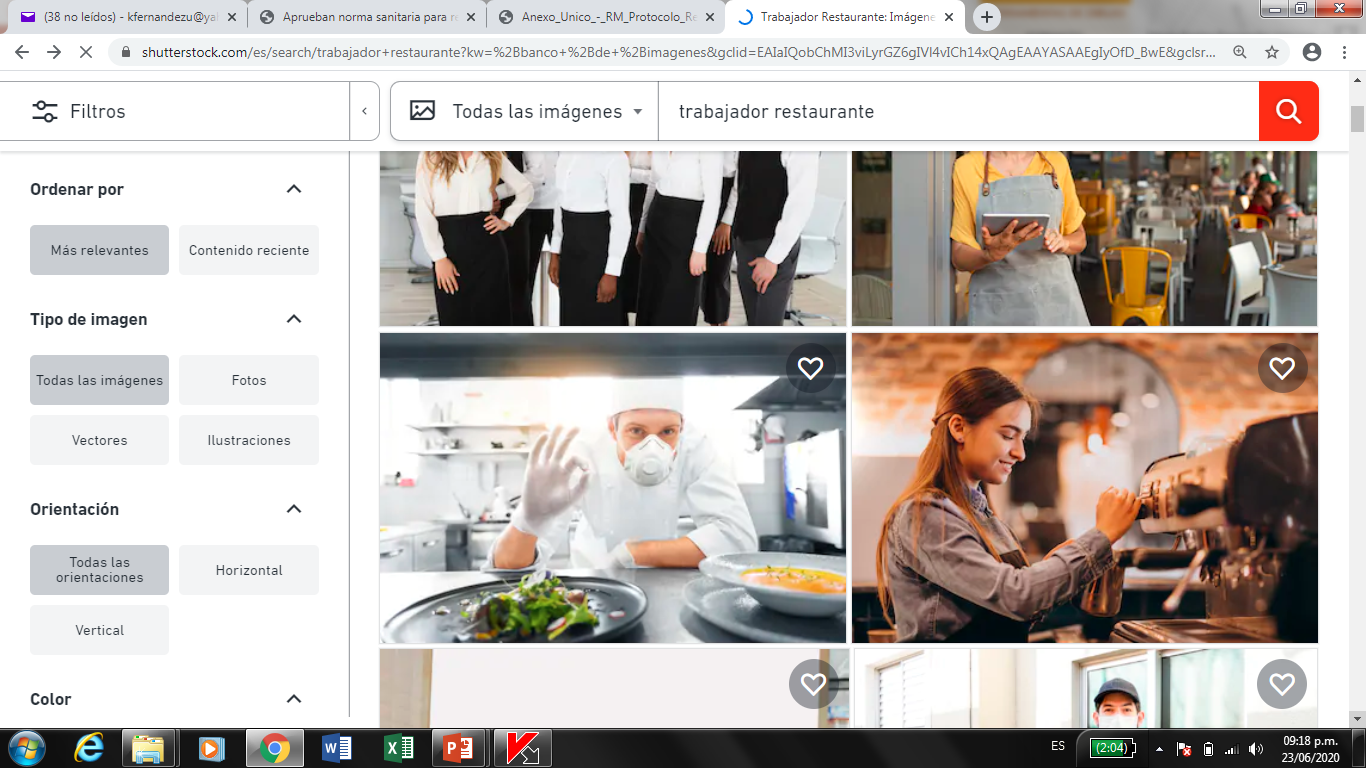 (38 no leídos) - kfernandezu@ya
Aprueban norma sanitaria para r
Anexo_Unico_-_RM_Protocolo_Re
Trabajador Restaurante: Imágene
shutterstock.com/es/search/trabajador+restaurante?kw=%2Bbanco+%2Bde+%2Bimagenes&gclid=EAIaIQobChMI3viLyrGZ6gIVl4vICh14xQAgEAAYASAAEgIyOfD_BwE&gclsr...
Filtros
Todas las imágenes
trabajador restaurante
Ordenar por
Más relevantes
Contenido reciente
Tipo de imagen
Todas las imágenes
Fotos
Vectores
Ilustraciones
Orientación
Todas las
orientaciones
Horizontal
Vertical
Color
ES
(2:04)
09:18 p.m.
23/06/2020